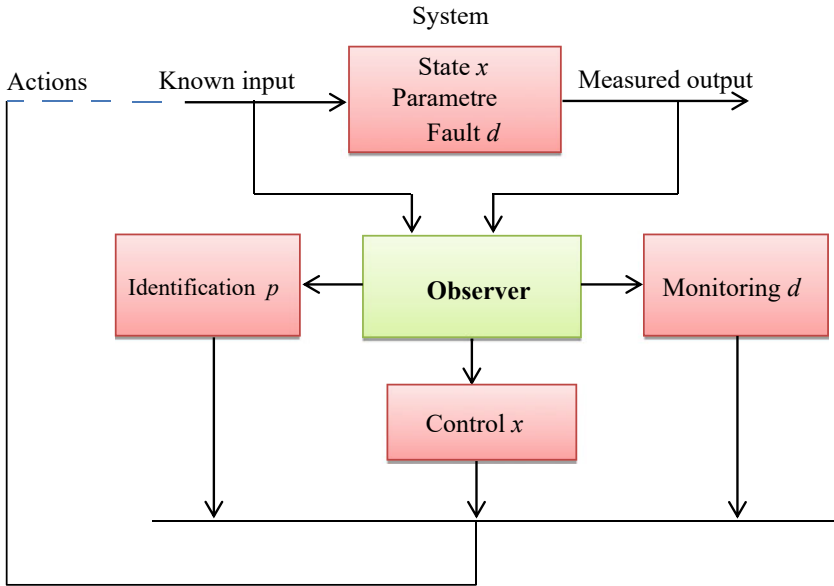 System
Actions
Known input
State x
Parametre
Fault d
Measured output
Identification p
Observer
Monitoring d
Control x